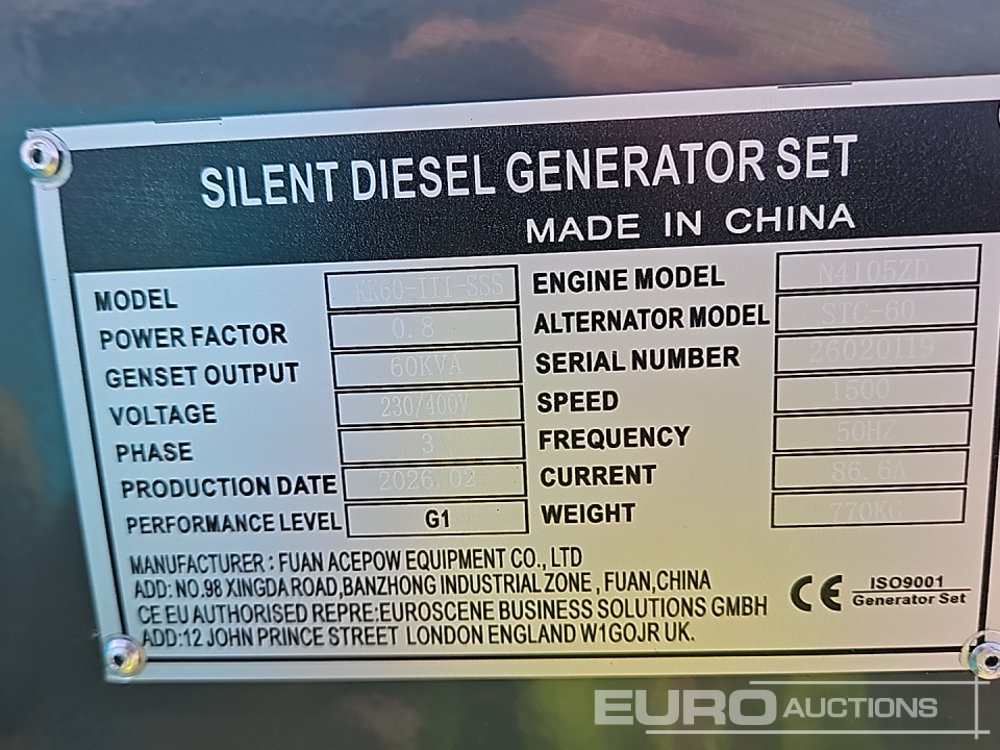 SILENT DIESEL GENERATOR SET
MADE IN CHINA
MODEL KK60-III-SSS
POWER FACTOR 0.8
GENSET OUTPUT 60KVA
VOLTAGE 230/400V
PHASE 3
PRODUCTION DATE 2026.02
PERFORMANCE LEVEL G1
ENGINE MODEL N4105ZD
ALTERNATOR MODEL STC-60
SERIAL NUMBER 26020119
SPEED 1500
FREQUENCY 50HZ
CURRENT 86.6A
WEIGHT 770KG
MANUFACTURER : FUAN ACEPOW EQUIPMENT CO., LTD
ADD: NO.98 XINGDA ROAD, BANZHONG INDUSTRIAL ZONE , FUAN, CHINA
CE EU AUTHORISED REPRE: EUROSCENE BUSINESS SOLUTIONS GMBH
ADD:12 JOHN PRINCE STREET LONDON ENGLAND W1GOJR UK.
CE ISO9001
Generator Set
EURO AUCTIONS